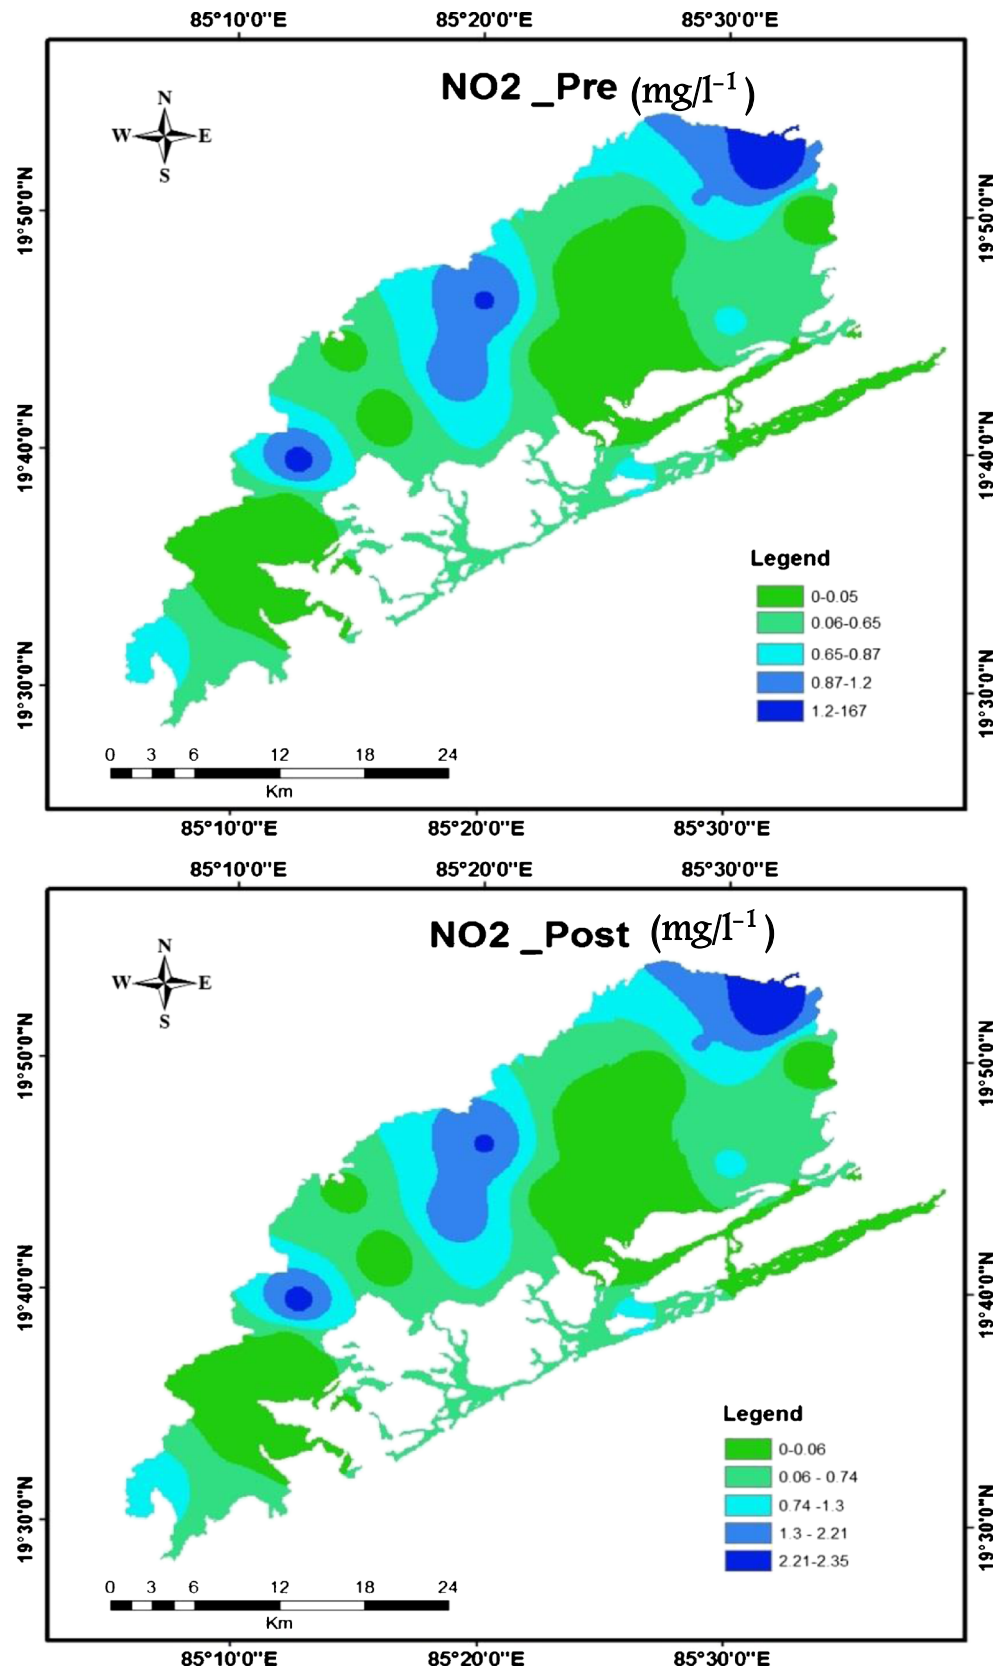 85°10'0"E 85°20'0"E 85°30'0"E
NO2 _Pre (mg/l⁻¹)
N
W E
S
19°50'0"N 19°50'0"N
19°40'0"N 19°40'0"N
19°30'0"N 19°30'0"N
Legend
0-0.05
0.06-0.65
0.65-0.87
0.87-1.2
1.2-167
0 3 6 12 18 24
Km
85°10'0"E 85°20'0"E 85°30'0"E
85°10'0"E 85°20'0"E 85°30'0"E
NO2 _Post (mg/l⁻¹)
N
W E
S
19°50'0"N 19°50'0"N
19°40'0"N 19°40'0"N
19°30'0"N 19°30'0"N
Legend
0-0.06
0.06 - 0.74
0.74 -1.3
1.3 - 2.21
2.21-2.35
0 3 6 12 18 24
Km
85°10'0"E 85°20'0"E 85°30'0"E